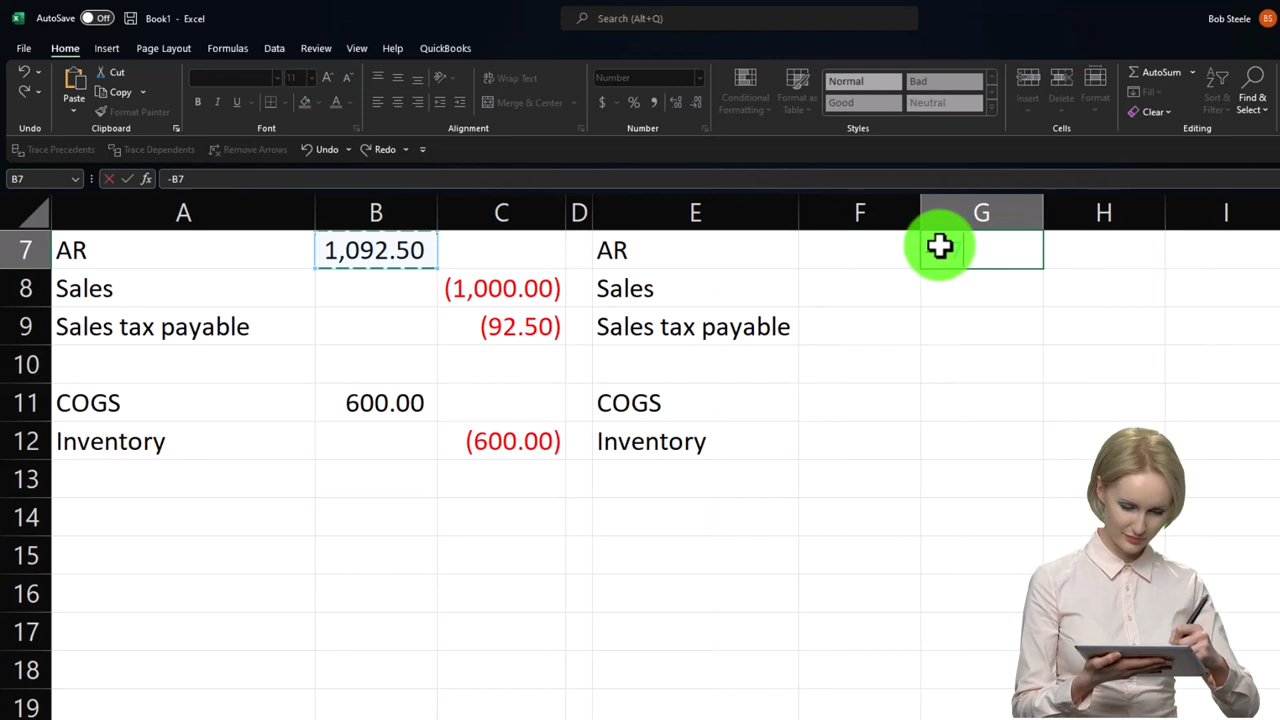 AutoSave Off Book1 - Excel Search (Alt+Q) Bob Steele BS
File Home Insert Page Layout Formulas Data Review View Help QuickBooks
Cut 11 A A Wrap Text Number Normal Bad AutoSum
Paste Copy Conditional Formatting Format as Table Insert Delete Format Fill Sort & Filter Find & Select
Format Painter B I U A Merge & Center $ % Good Neutral Clear
Undo Clipboard Font Alignment Number Styles Cells Editing
Trace Precedents Trace Dependents Remove Arrows Undo Redo
B7 fx -B7
A B C D E F G H I
7 AR 1,092.50 AR
8 Sales (1,000.00) Sales
9 Sales tax payable (92.50) Sales tax payable
10
11 COGS 600.00 COGS
12 Inventory (600.00) Inventory
13
14
15
16
17
18
19